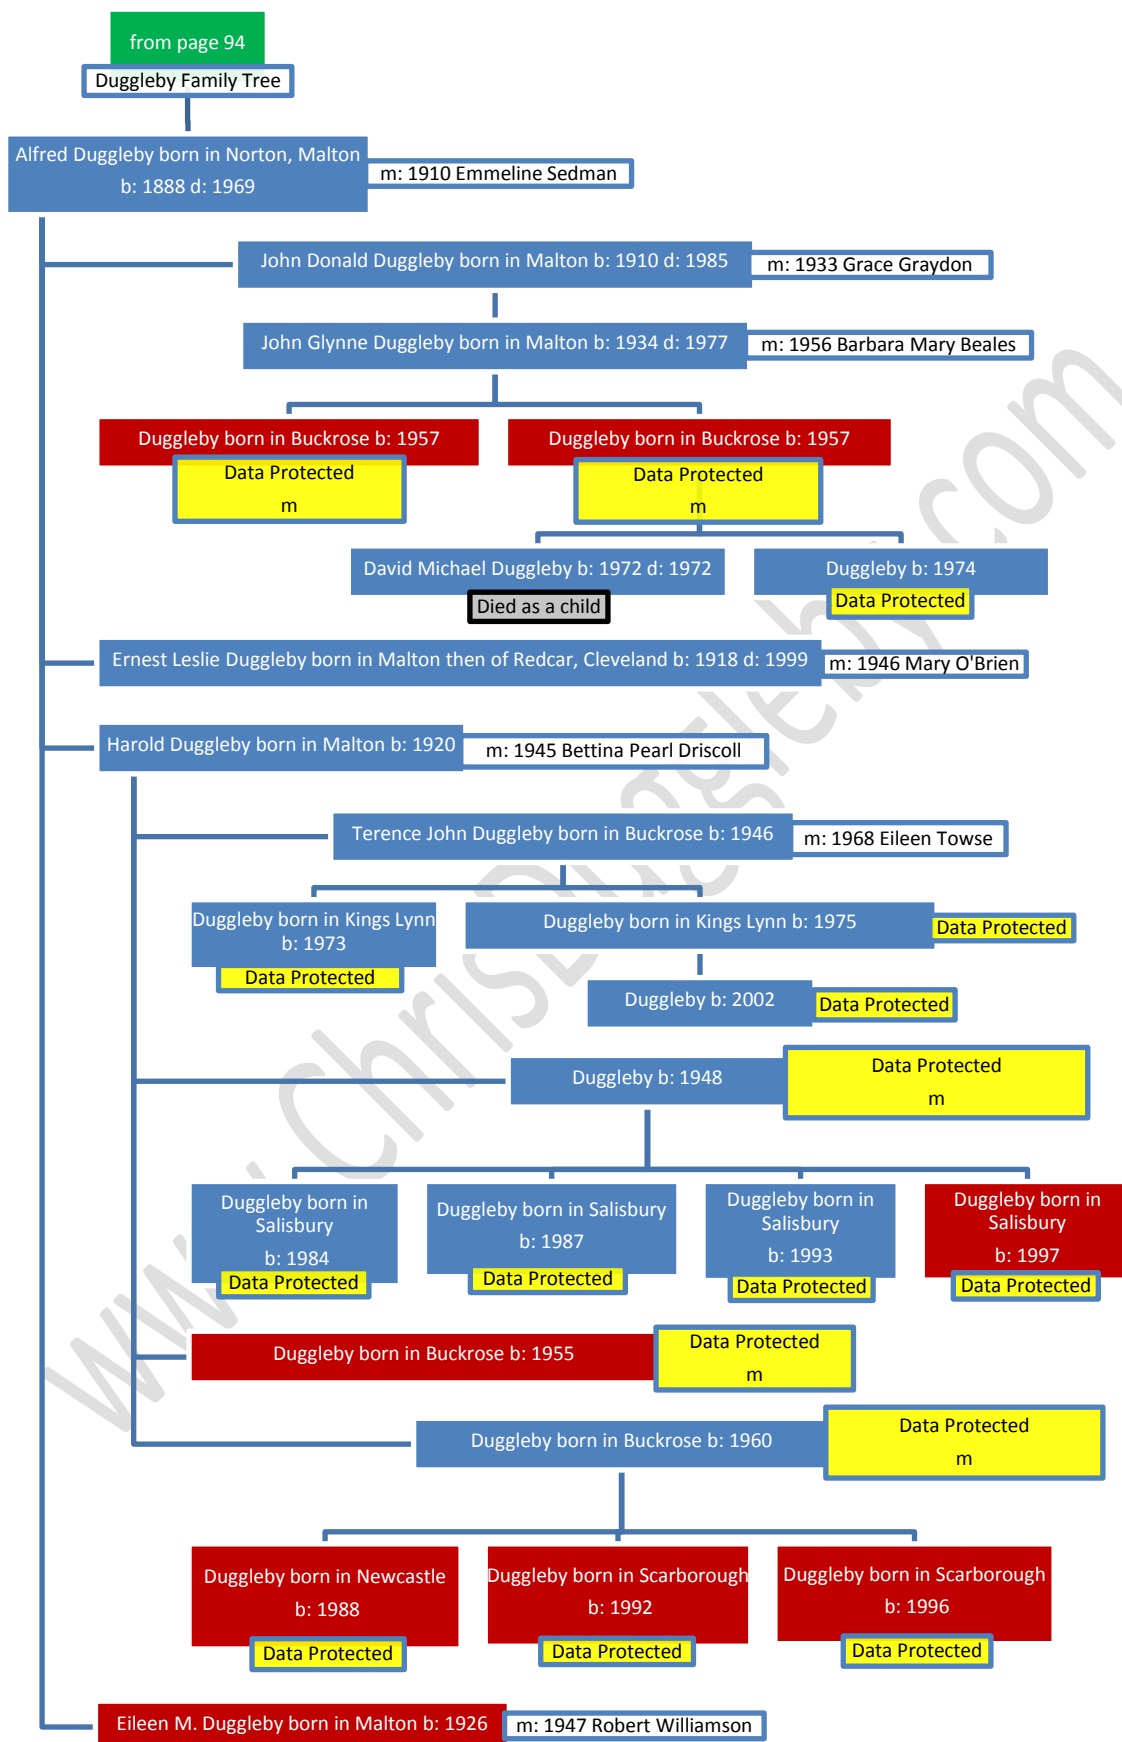 from page 94
Duggleby Family Tree
Alfred Duggleby born in Norton, Malton
b: 1888 d: 1969
m: 1910 Emmeline Sedman
John Donald Duggleby born in Malton b: 1910 d: 1985
m: 1933 Grace Graydon
John Glynne Duggleby born in Malton b: 1934 d: 1977
m: 1956 Barbara Mary Beales
Duggleby born in Buckrose b: 1957
Data Protected
m
Duggleby born in Buckrose b: 1957
Data Protected
m
David Michael Duggleby b: 1972 d: 1972
Died as a child
Duggleby b: 1974
Data Protected
Ernest Leslie Duggleby born in Malton then of Redcar, Cleveland b: 1918 d: 1999
m: 1946 Mary O'Brien
Harold Duggleby born in Malton b: 1920
m: 1945 Bettina Pearl Driscoll
Terence John Duggleby born in Buckrose b: 1946
m: 1968 Eileen Towse
Duggleby born in Kings Lynn
b: 1973
Data Protected
Duggleby born in Kings Lynn b: 1975
Data Protected
Duggleby b: 2002
Data Protected
Duggleby b: 1948
Data Protected
m
Duggleby born in
Salisbury
b: 1984
Data Protected
Duggleby born in Salisbury
b: 1987
Data Protected
Duggleby born in
Salisbury
b: 1993
Data Protected
Duggleby born in
Salisbury
b: 1997
Data Protected
Duggleby born in Buckrose b: 1955
Data Protected
m
Duggleby born in Buckrose b: 1960
Data Protected
m
Duggleby born in Newcastle
b: 1988
Data Protected
Duggleby born in Scarborough
b: 1992
Data Protected
Duggleby born in Scarborough
b: 1996
Data Protected
Eileen M. Duggleby born in Malton b: 1926
m: 1947 Robert Williamson
www.ChrisDuggleby.com